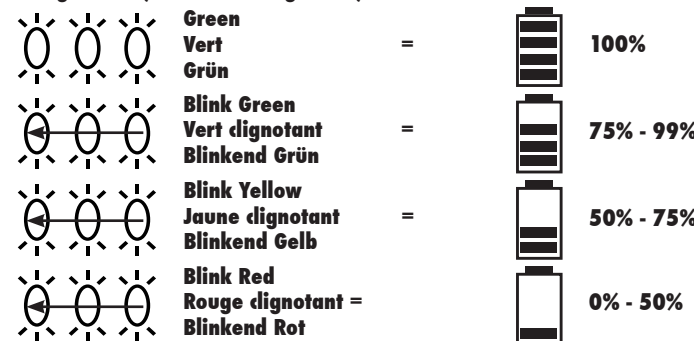 Green
Vert = 100%
Grün
Blink Green
Vert clignotant = 75% - 99%
Blinkend Grün
Blink Yellow
Jaune clignotant = 50% - 75%
Blinkend Gelb
Blink Red
Rouge clignotant = 0% - 50%
Blinkend Rot